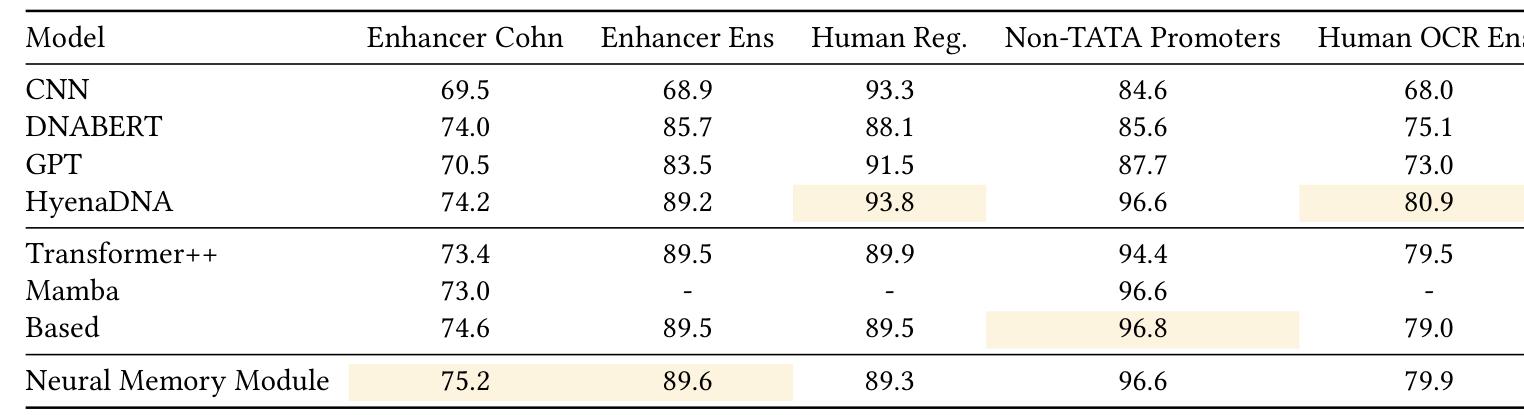 Model Enhancer Cohn Enhancer Ens Human Reg. Non-TATA Promoters Human OCR Ens
CNN 69.5 68.9 93.3 84.6 68.0
DNABERT 74.0 85.7 88.1 85.6 75.1
GPT 70.5 83.5 91.5 87.7 73.0
HyenaDNA 74.2 89.2 93.8 96.6 80.9
Transformer++ 73.4 89.5 89.9 94.4 79.5
Mamba 73.0 - - 96.6 -
Based 74.6 89.5 89.5 96.8 79.0
Neural Memory Module 75.2 89.6 89.3 96.6 79.9